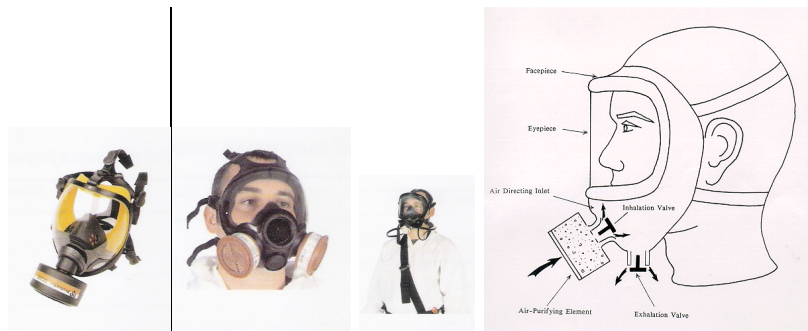 Facepiece
Eyepiece
Air Directing Inlet
Inhalation Valve
Air-Purifying Element
Exhalation Valve